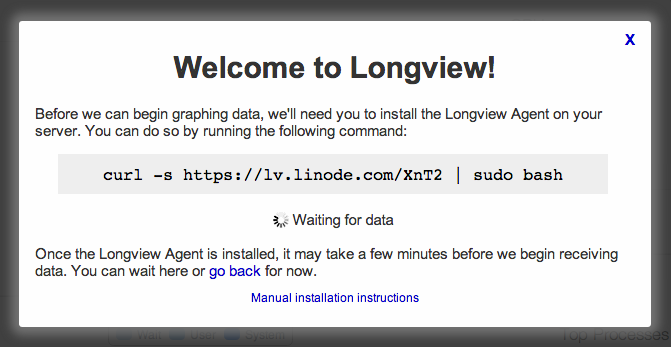 X
Welcome to Longview!
Before we can begin graphing data, we'll need you to install the Longview Agent on your
server. You can do so by running the following command:
curl -s https://lv.linode.com/XnT2 | sudo bash
Waiting for data
Once the Longview Agent is installed, it may take a few minutes before we begin receiving
data. You can wait here or go back for now.
Manual installation instructions
Wait User System
Top Processes